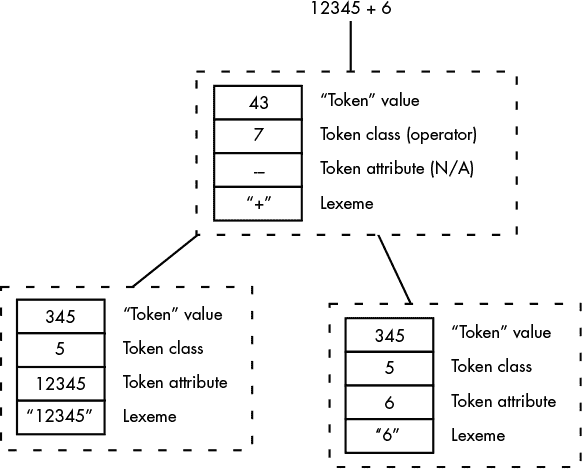 12345 + 6
43 “Token” value
7 Token class (operator)
--- Token attribute (N/A)
“+” Lexeme
345 “Token” value
5 Token class
12345 Token attribute
“12345” Lexeme
345 “Token” value
5 Token class
6 Token attribute
“6” Lexeme